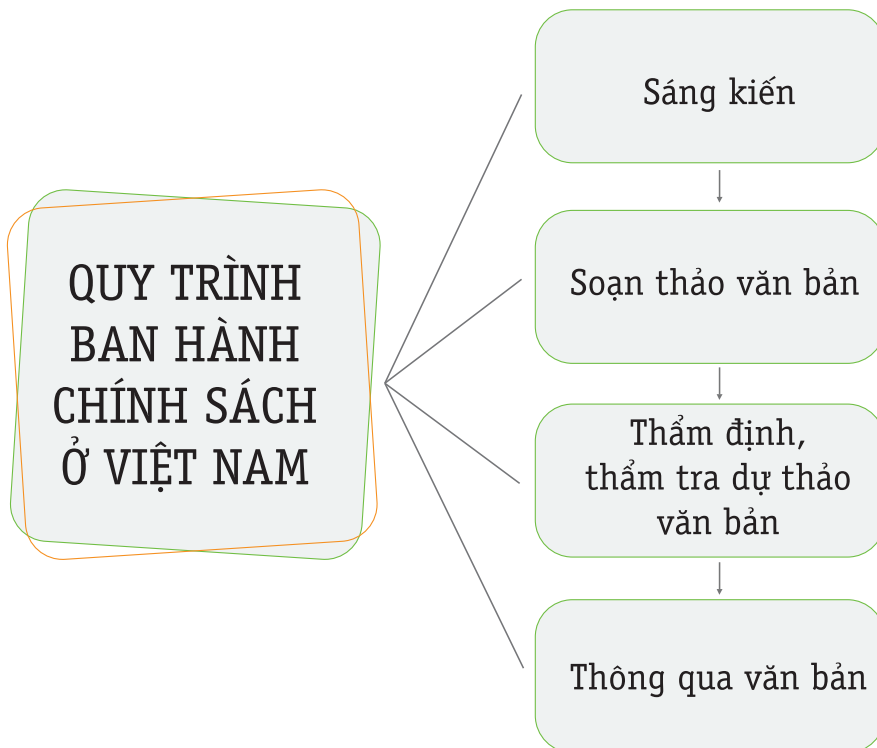 QUY TRÌNH
BAN HÀNH
CHÍNH SÁCH
Ở VIỆT NAM
Sáng kiến
Soạn thảo văn bản
Thẩm định,
thẩm tra dự thảo
văn bản
Thông qua văn bản